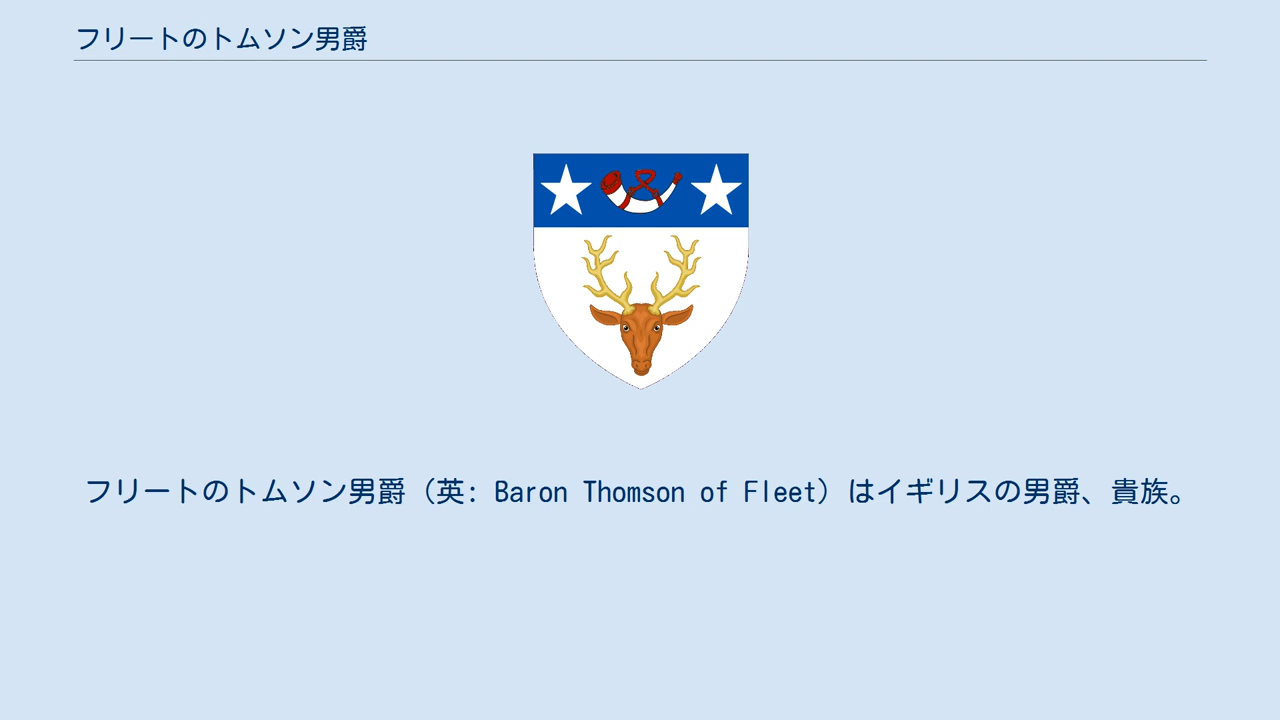 フリートのトムソン男爵
フリートのトムソン男爵（英: Baron Thomson of Fleet）はイギリスの男爵、貴族。